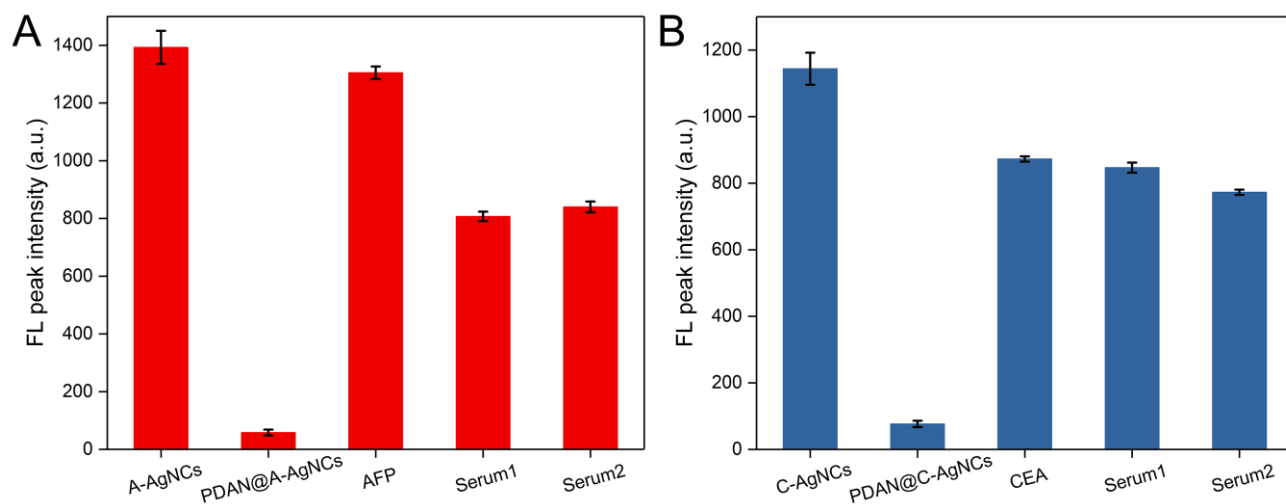 A
FL peak intensity (a.u.)
1400
1200
1000
800
600
400
200
0
A-AgNCs
PDAN@A-AgNCs
AFP
Serum1
Serum2
B
FL peak intensity (a.u.)
1200
1000
800
600
400
200
0
C-AgNCs
PDAN@C-AgNCs
CEA
Serum1
Serum2